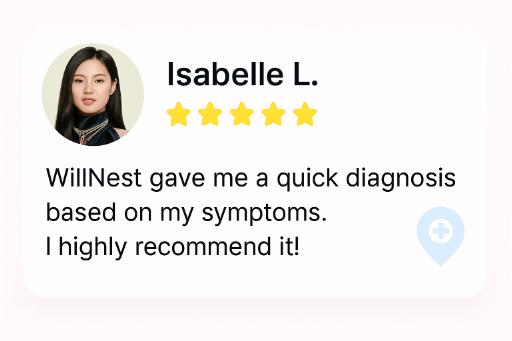 Isabelle L.
WillNest gave me a quick diagnosis
based on my symptoms.
I highly recommend it!